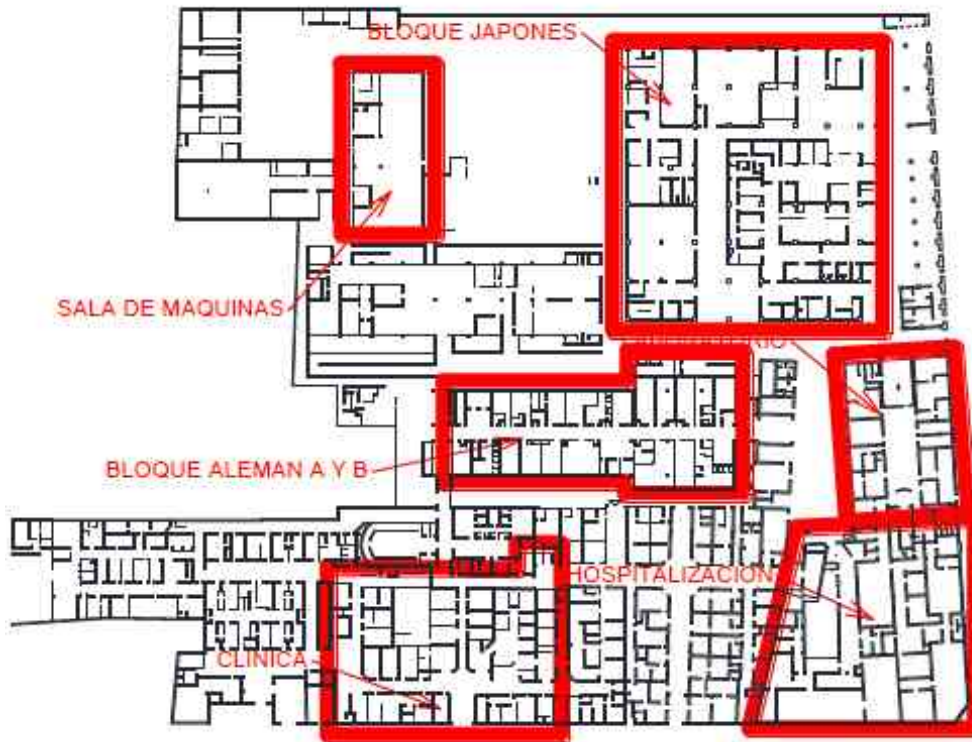 BLOQUE JAPONES
SALA DE MAQUINAS
BLOQUE ALEMAN A Y B
HOSPITALIZACION
CLINICA